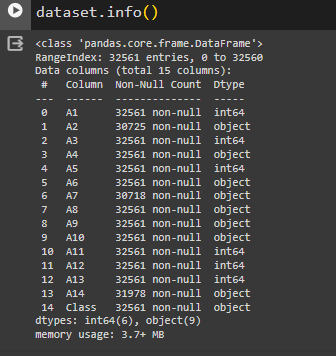 dataset.info()
<class 'pandas.core.frame.DataFrame'>
RangeIndex: 32561 entries, 0 to 32560
Data columns (total 15 columns):
 #   Column  Non-Null Count  Dtype
---  ------  --------------  -----
 0   A1      32561 non-null  int64
 1   A2      30725 non-null  object
 2   A3      32561 non-null  int64
 3   A4      32561 non-null  object
 4   A5      32561 non-null  int64
 5   A6      32561 non-null  object
 6   A7      30718 non-null  object
 7   A8      32561 non-null  object
 8   A9      32561 non-null  object
 9   A10     32561 non-null  object
 10  A11     32561 non-null  int64
 11  A12     32561 non-null  int64
 12  A13     32561 non-null  int64
 13  A14     31978 non-null  object
 14  Class   32561 non-null  object
dtypes: int64(6), object(9)
memory usage: 3.7+ MB